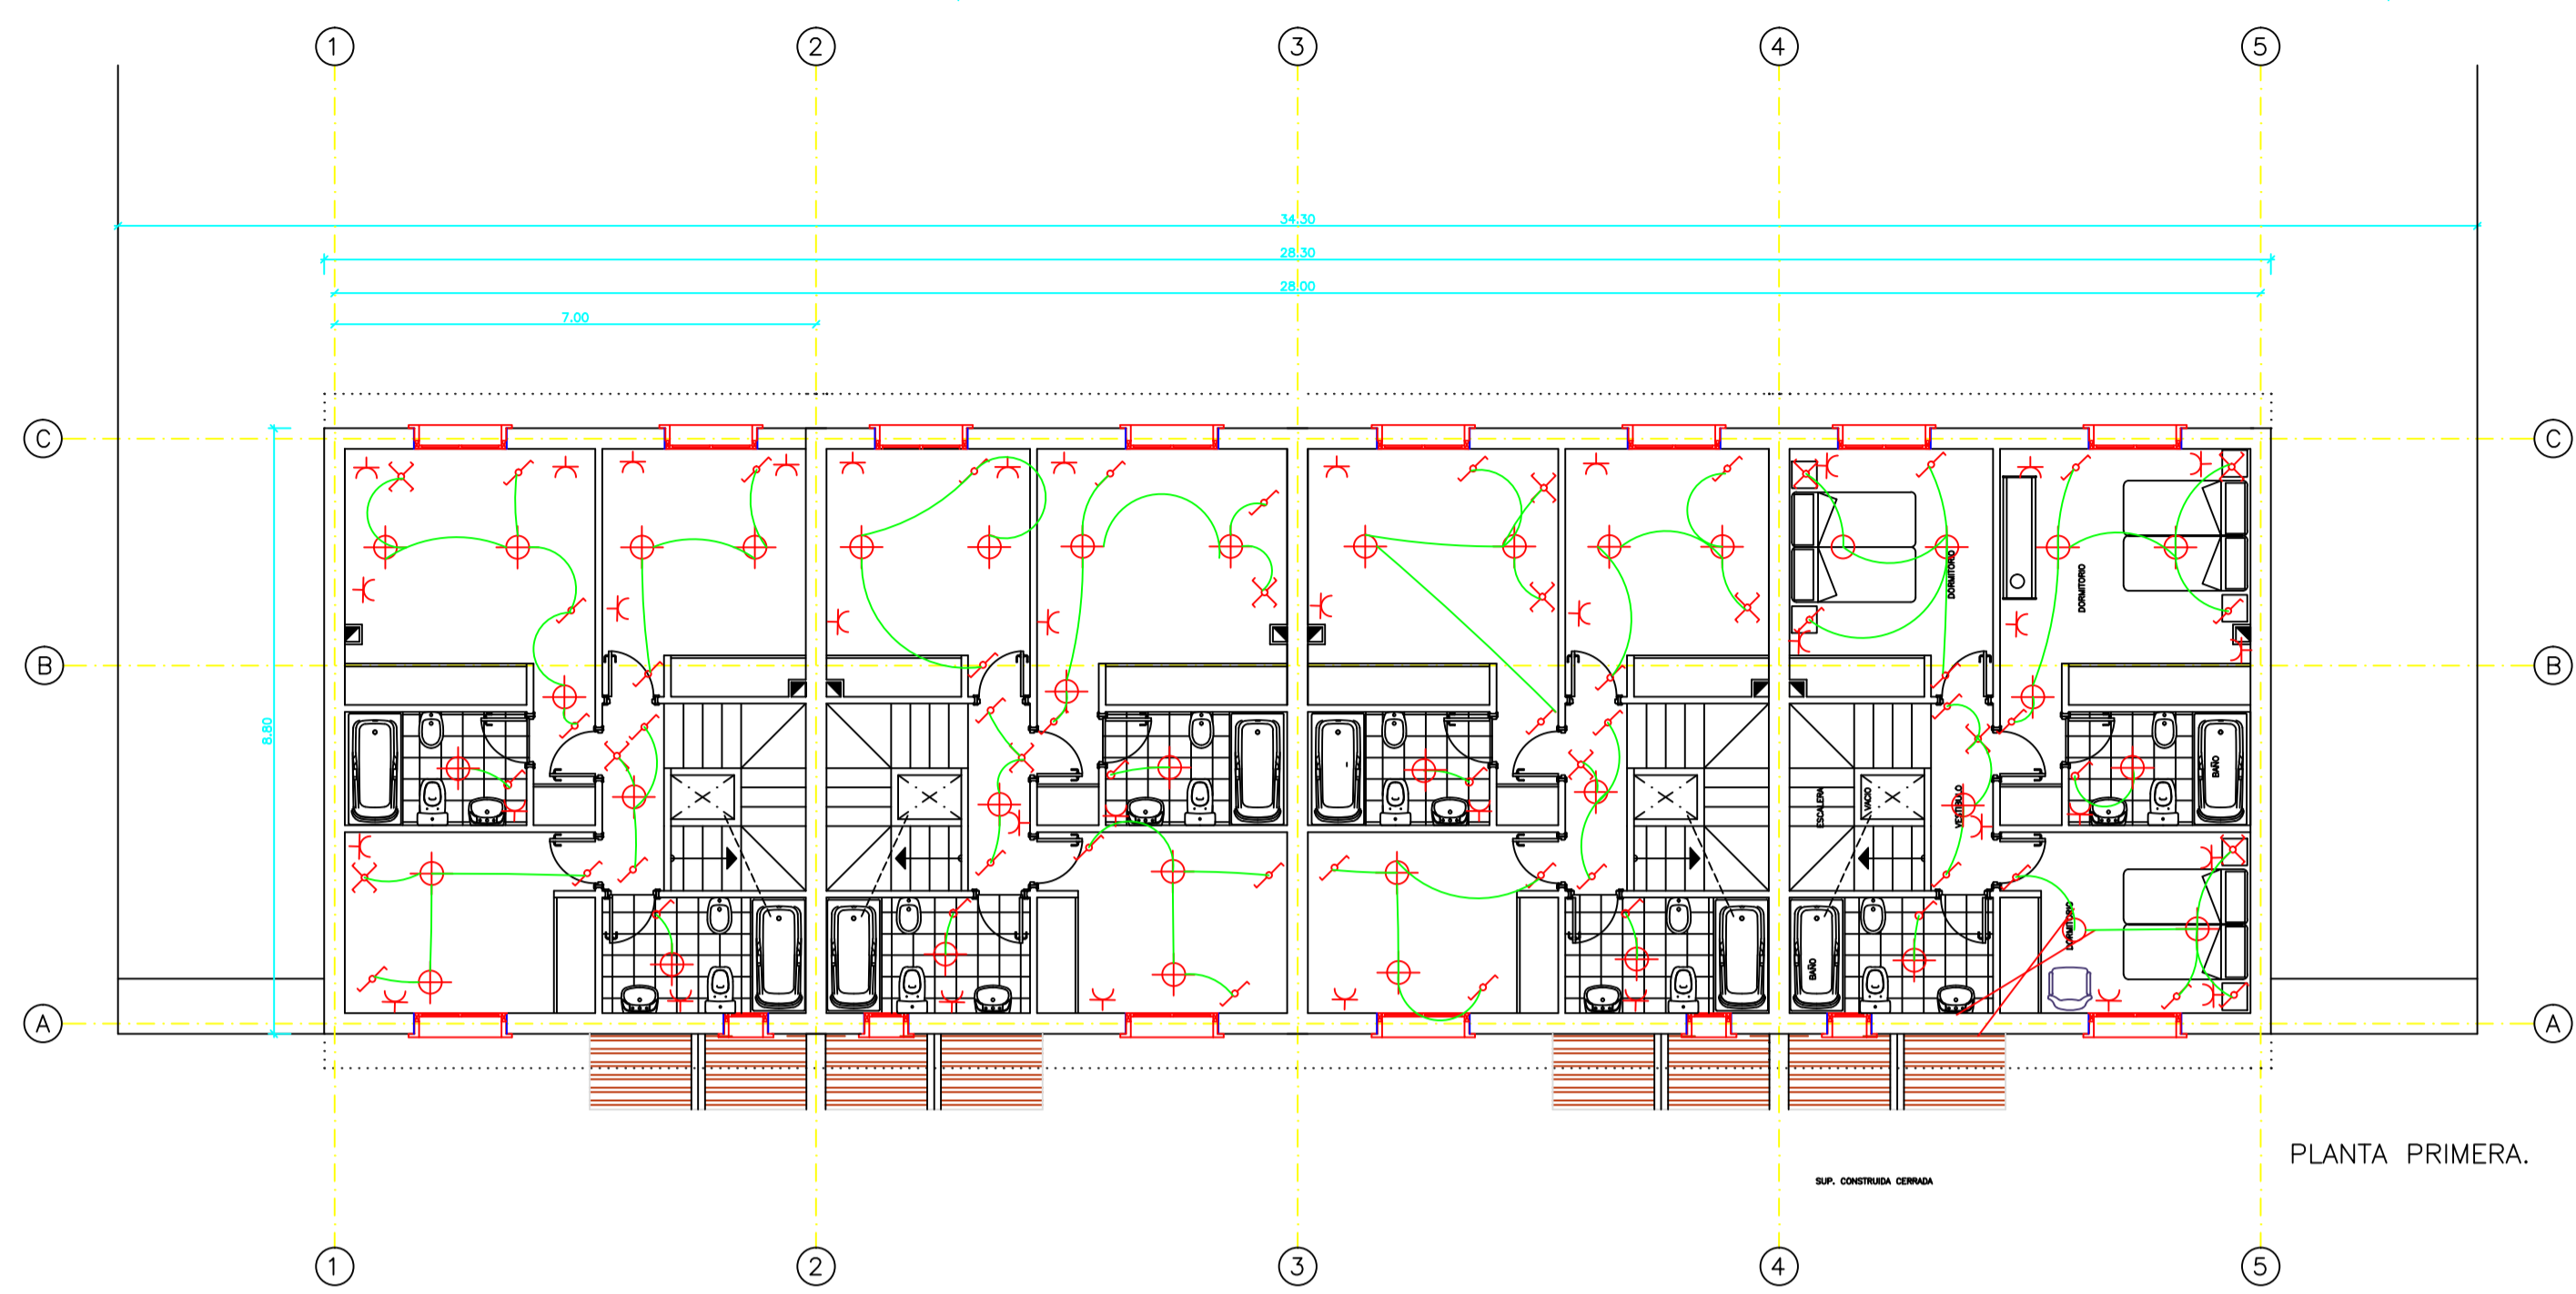 1 2 3 4 5
34.30
28.30
28.00
7.00
C C
DORMITORIO DORMITORIO
B B
8.80
BAÑO
ESCALERA VACIO VESTIBULO
DORMITORIO
BAÑO
A A
PLANTA PRIMERA.
SUP. CONSTRUIDA CERRADA
1 2 3 4 5